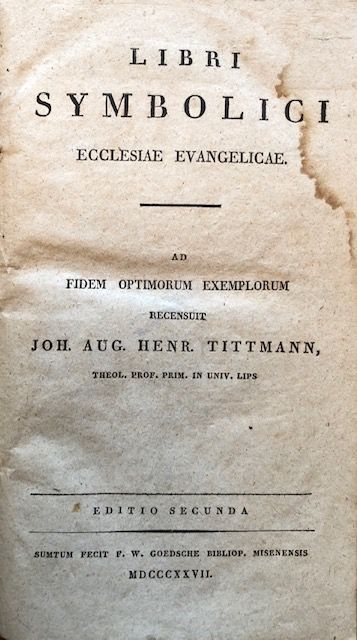 LIBRI
SYMBOLICI
ECCLESIAE EVANGELICAE.
AD
FIDEM OPTIMORUM EXEMPLORUM
RECENSUIT
JOH. AUG. HENR. TITTMANN,
THEOL. PROF. PRIM. IN UNIV. LIPS
EDITIO SECUNDA
SUMTUM FECIT F. W. GOEDSCHE BIBLIOP. MISENENSIS
MDCCCXXVII.